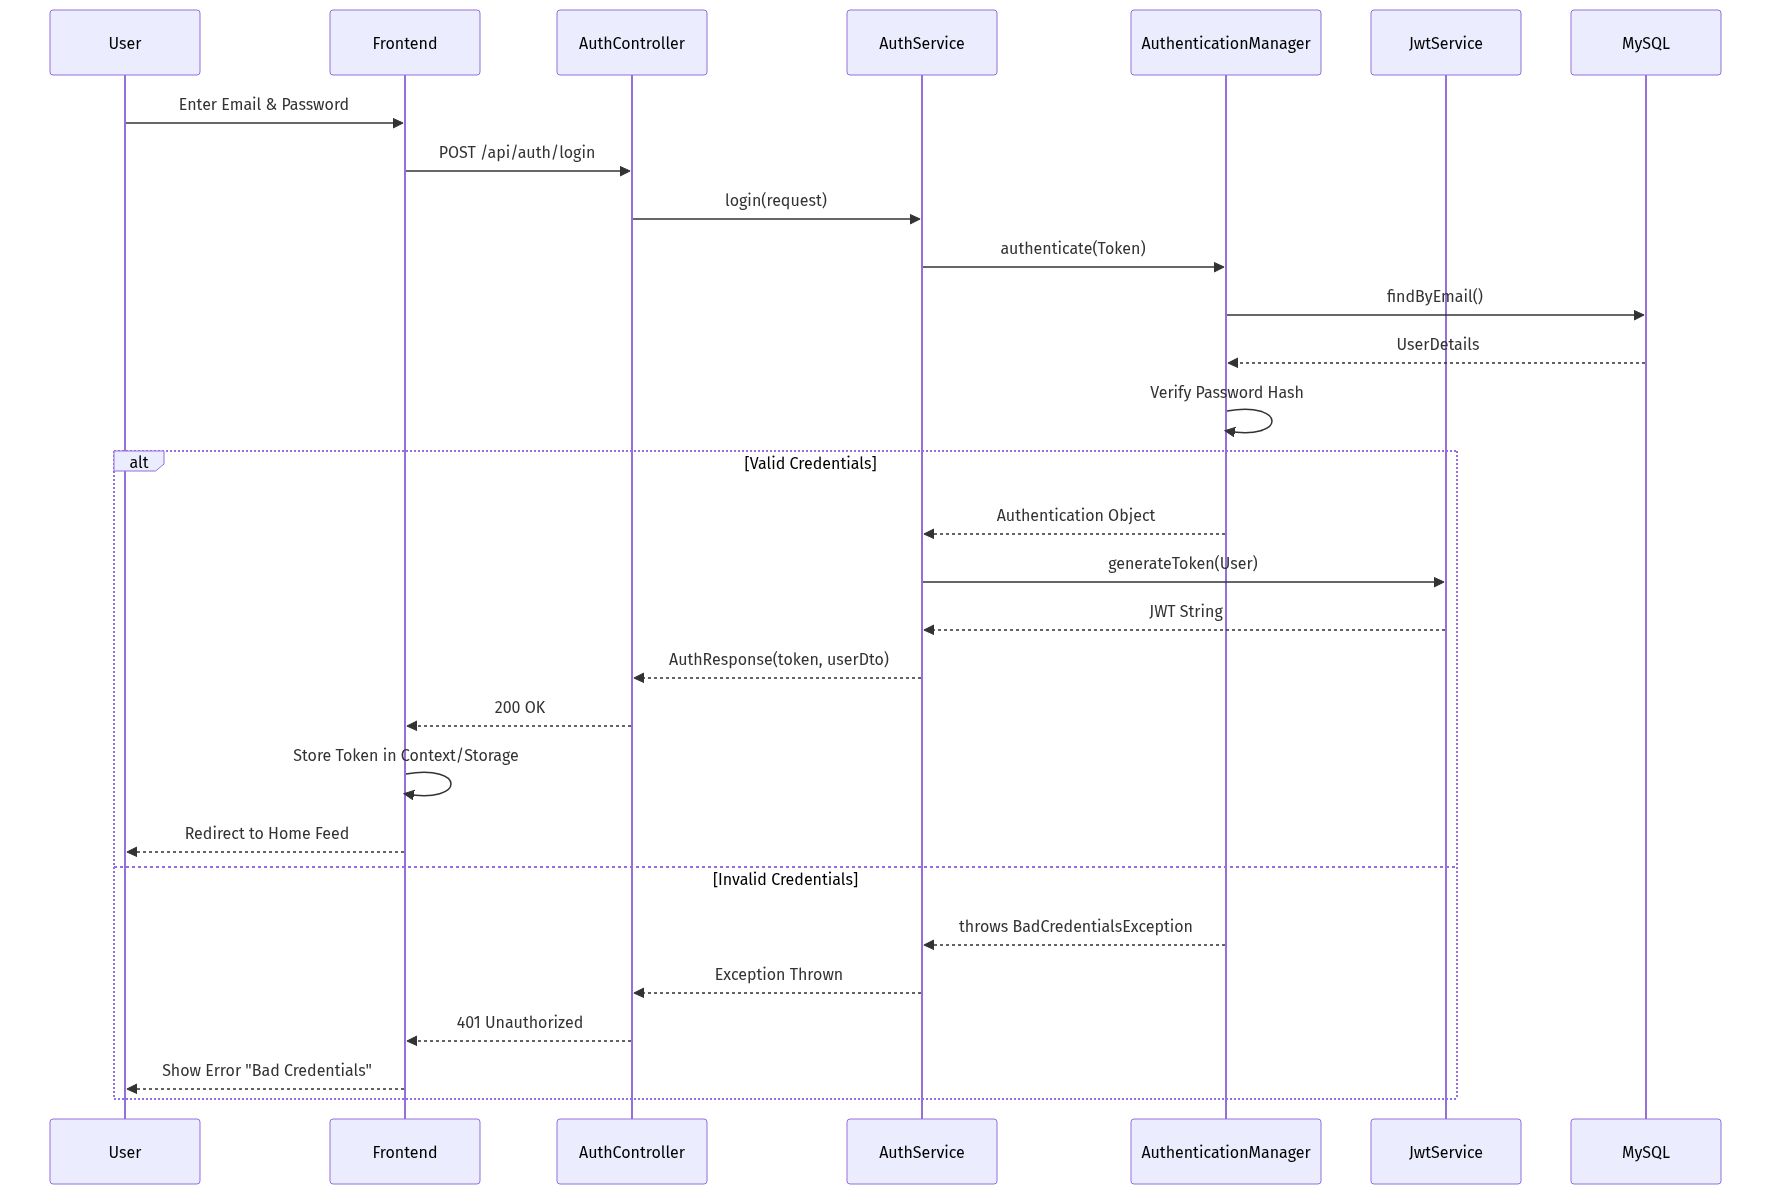 User
Frontend
AuthController
AuthService
AuthenticationManager
JwtService
MySQL
Enter Email & Password
POST /api/auth/login
login(request)
authenticate(Token)
findByEmail()
UserDetails
Verify Password Hash
alt
[Valid Credentials]
Authentication Object
generateToken(User)
JWT String
AuthResponse(token, userDto)
200 OK
Store Token in Context/Storage
Redirect to Home Feed
[Invalid Credentials]
throws BadCredentialsException
Exception Thrown
401 Unauthorized
Show Error "Bad Credentials"
User
Frontend
AuthController
AuthService
AuthenticationManager
JwtService
MySQL